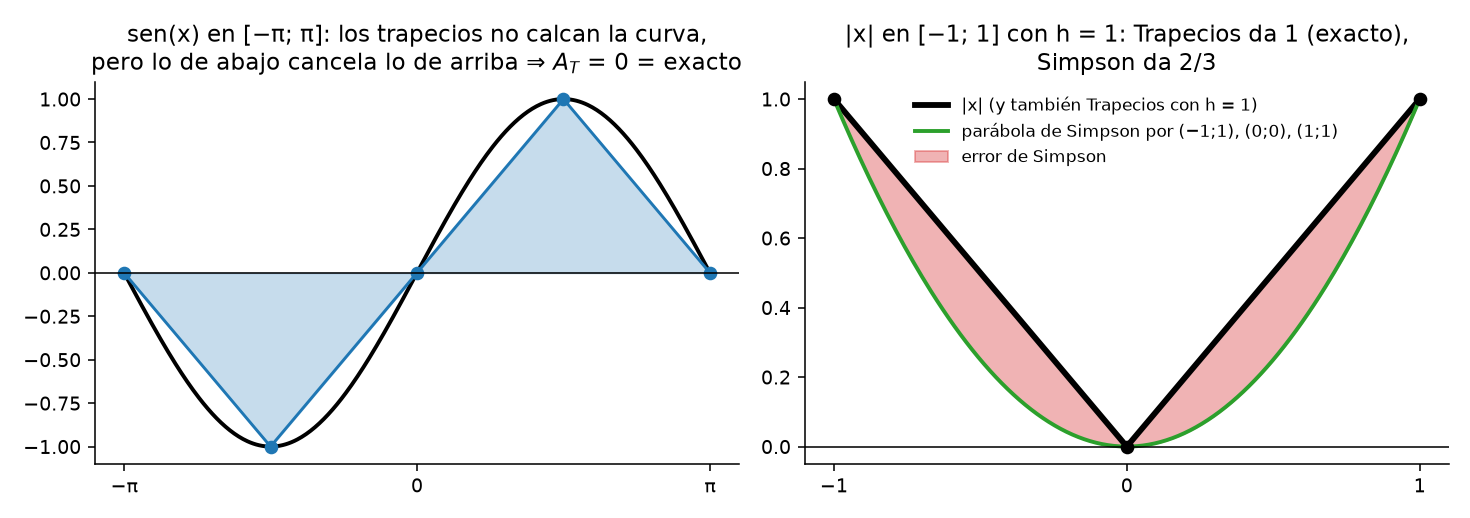 sen(x) en [−π; π]: los trapecios no calcan la curva,
pero lo de abajo cancela lo de arriba ⇒ A_T = 0 = exacto
1.00
0.75
0.50
0.25
0.00
−0.25
−0.50
−0.75
−1.00
−π
0
π
|x| en [−1; 1] con h = 1: Trapecios da 1 (exacto),
Simpson da 2/3
|x| (y también Trapecios con h = 1)
parábola de Simpson por (−1;1), (0;0), (1;1)
error de Simpson
1.0
0.8
0.6
0.4
0.2
0.0
−1
0
1